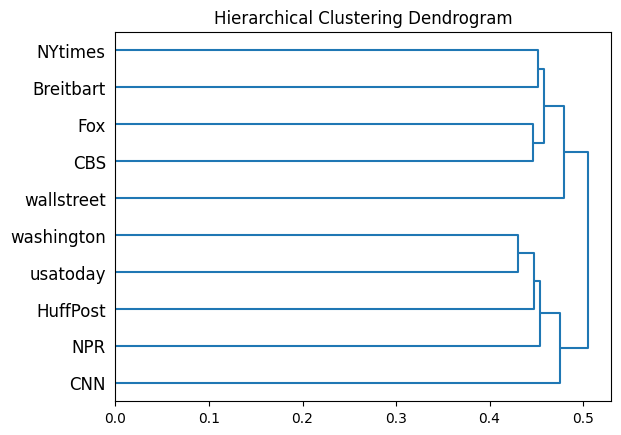 Hierarchical Clustering Dendrogram
NYtimes
Breitbart
Fox
CBS
wallstreet
washington
usatoday
HuffPost
NPR
CNN
0.0 0.1 0.2 0.3 0.4 0.5